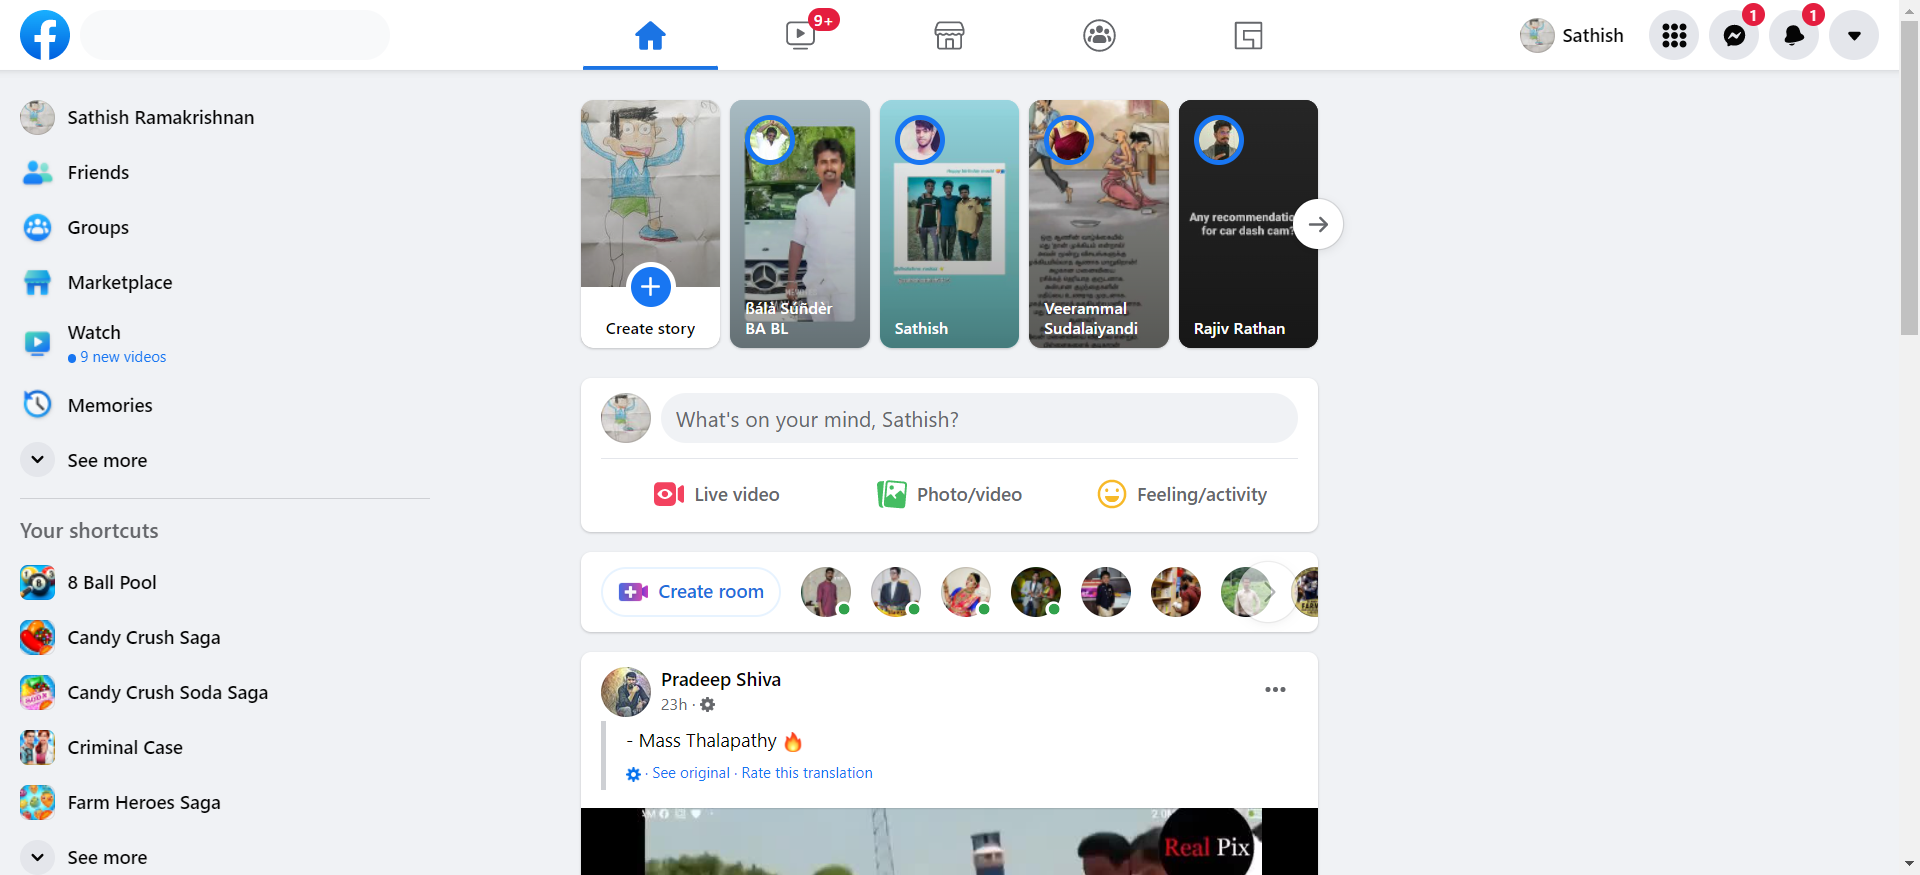 9+
Sathish
1
1
Sathish Ramakrishnan
Friends
Groups
Marketplace
Watch
9 new videos
Memories
See more
Your shortcuts
8 Ball Pool
Candy Crush Saga
Candy Crush Soda Saga
Criminal Case
Farm Heroes Saga
See more
Create story
ßálà Súñdèr
BA BL
Sathish
Veerammal
Sudalaiyandi
Any recommendatio
for car dash cam?
Rajiv Rathan
What's on your mind, Sathish?
Live video
Photo/video
Feeling/activity
Create room
Pradeep Shiva
23h ·
- Mass Thalapathy 🔥
· See original · Rate this translation
Real Pix